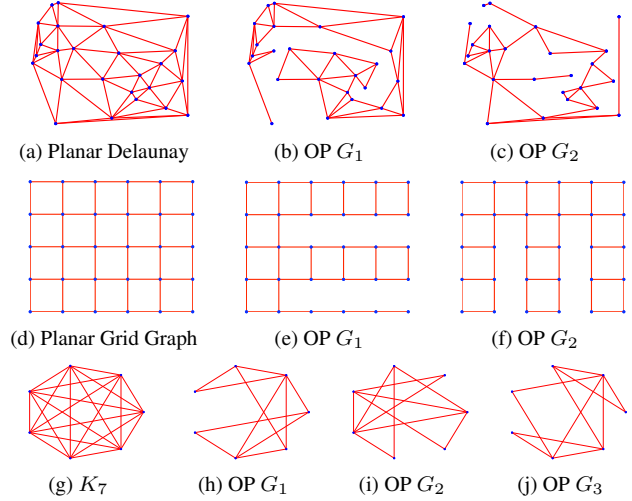 (a) Planar Delaunay
(b) OP G₁
(c) OP G₂
(d) Planar Grid Graph
(e) OP G₁
(f) OP G₂
(g) K₇
(h) OP G₁
(i) OP G₂
(j) OP G₃